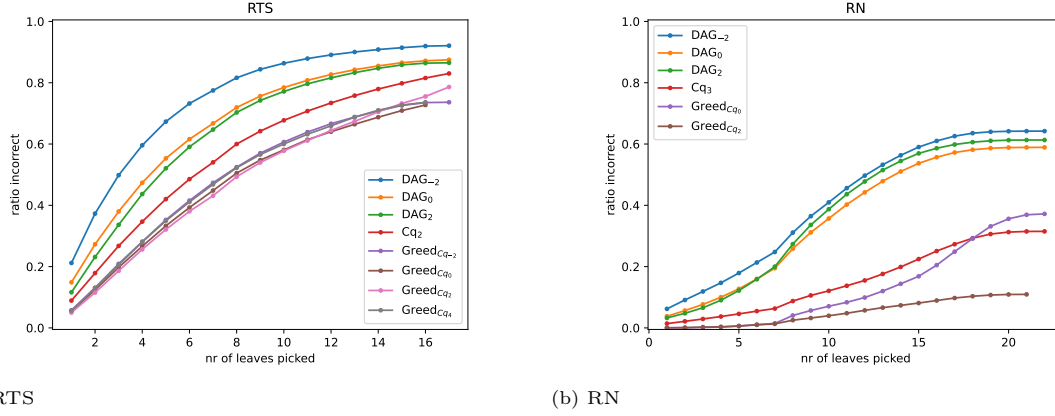 RTS
1.0
0.8
0.6
0.4
0.2
0.0
ratio incorrect
2 4 6 8 10 12 14 16
nr of leaves picked
DAG−2
DAG0
DAG2
Cq2
GreedCq−2
GreedCq0
GreedCq2
GreedCq4
RN
1.0
0.8
0.6
0.4
0.2
0.0
ratio incorrect
0 5 10 15 20
nr of leaves picked
DAG−2
DAG0
DAG2
Cq3
GreedCq0
GreedCq2
RTS
(b) RN